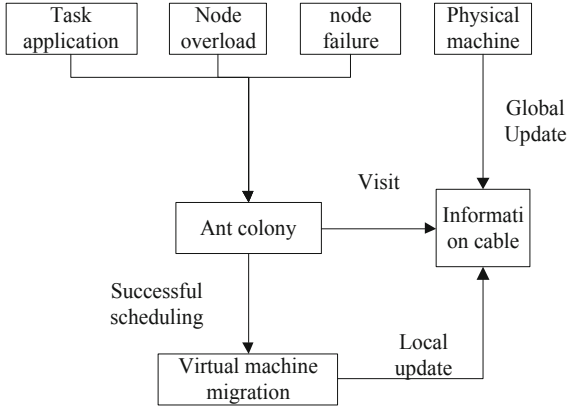 Task
application
Node
overload
node
failure
Physical
machine
Global
Update
Visit
Ant colony
Informati
on cable
Successful
scheduling
Virtual machine
migration
Local
update